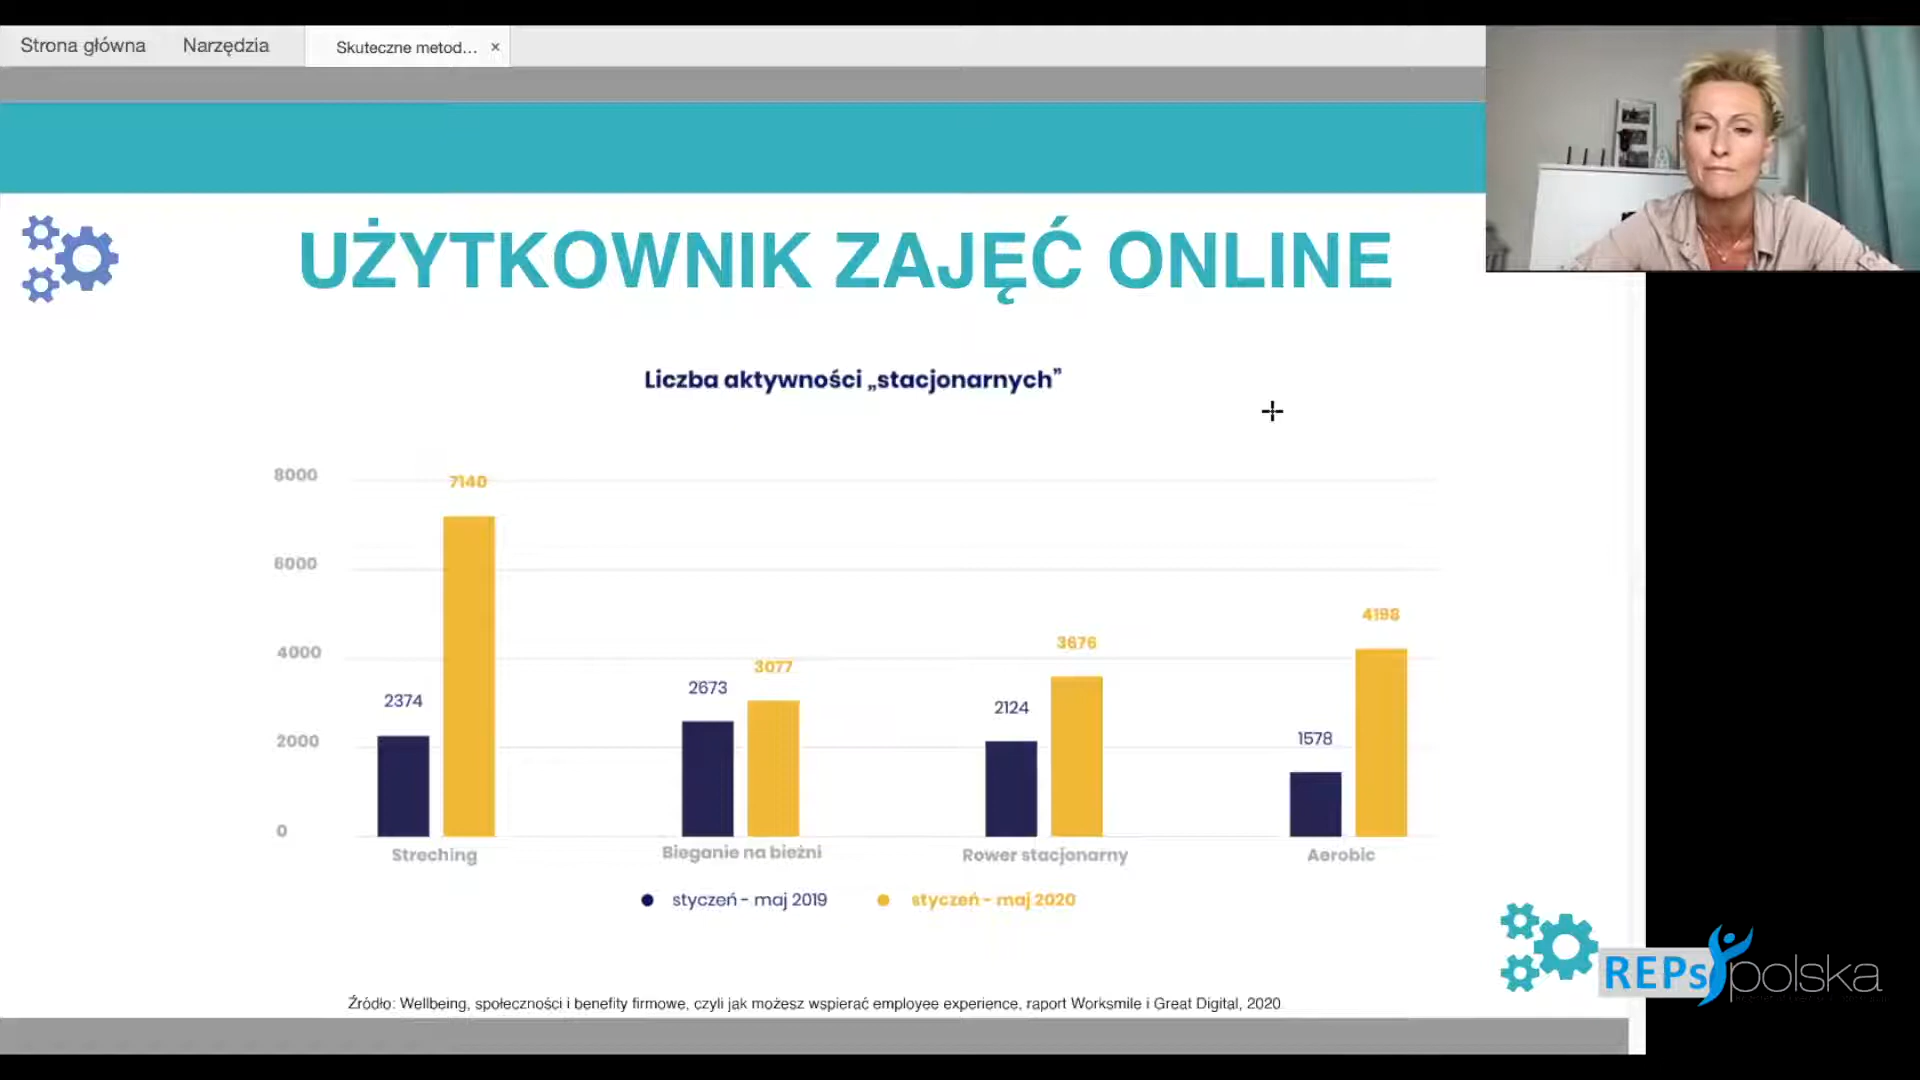 Strona główna
Narzędzia
Skuteczne metod... ×
UŻYTKOWNIK ZAJĘĆ ONLINE
Liczba aktywności „stacjonarnych”
8000
6000
4000
2000
0
7140
2374
2673
3077
2124
3676
1578
4198
Streching
Bieganie na bieżni
Rower stacjonarny
Aerobic
styczeń - maj 2019
styczeń - maj 2020
REPs polska
Źródło: Wellbeing, społeczności i benefity firmowe, czyli jak możesz wspierać employee experience, raport Worksmile i Great Digital, 2020